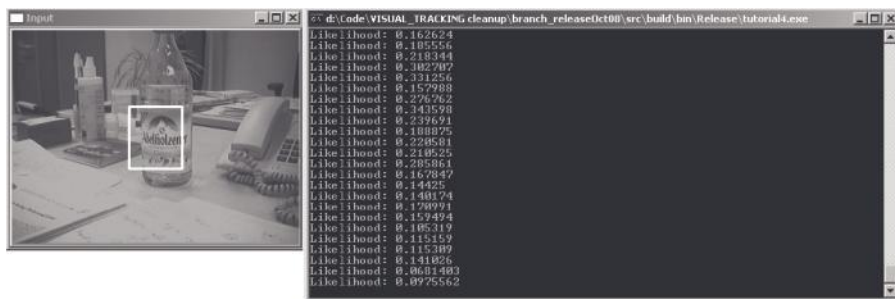 Input
d:\Code\VISUAL_TRACKING cleanup\branch_releaseOct08\src\build\bin\Release\tutorial4.exe
Adelholzener
Likelihood: 0.162624
Likelihood: 0.185556
Likelihood: 0.218344
Likelihood: 0.302707
Likelihood: 0.331256
Likelihood: 0.157988
Likelihood: 0.276762
Likelihood: 0.343598
Likelihood: 0.239691
Likelihood: 0.188875
Likelihood: 0.220581
Likelihood: 0.210525
Likelihood: 0.285861
Likelihood: 0.167847
Likelihood: 0.14425
Likelihood: 0.140174
Likelihood: 0.170991
Likelihood: 0.159494
Likelihood: 0.105319
Likelihood: 0.115159
Likelihood: 0.115309
Likelihood: 0.141026
Likelihood: 0.0681403
Likelihood: 0.0975562